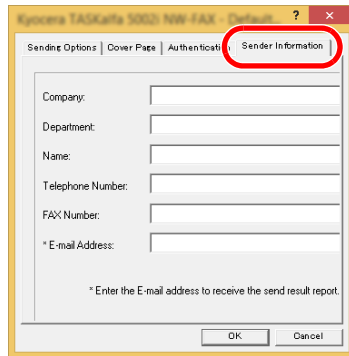 Kyocera TASKalfa 5002i NW-FAX - Default... ? ×
Sending Options Cover Page Authentication Sender Information
Company:
Department:
Name:
Telephone Number:
FAX Number:
* E-mail Address:
* Enter the E-mail address to receive the send result report.
OK Cancel